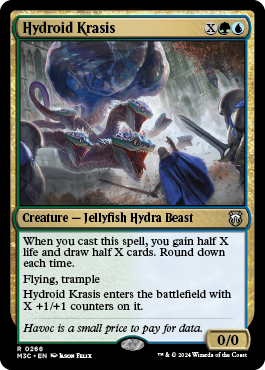 Hydroid Krasis X
Creature — Jellyfish Hydra Beast
When you cast this spell, you gain half X
life and draw half X cards. Round down
each time.
Flying, trample
Hydroid Krasis enters the battlefield with
X +1/+1 counters on it.
Havoc is a small price to pay for data.
0/0
R 0266
M3C • EN Jason Felix
™ & © 2024 Wizards of the Coast